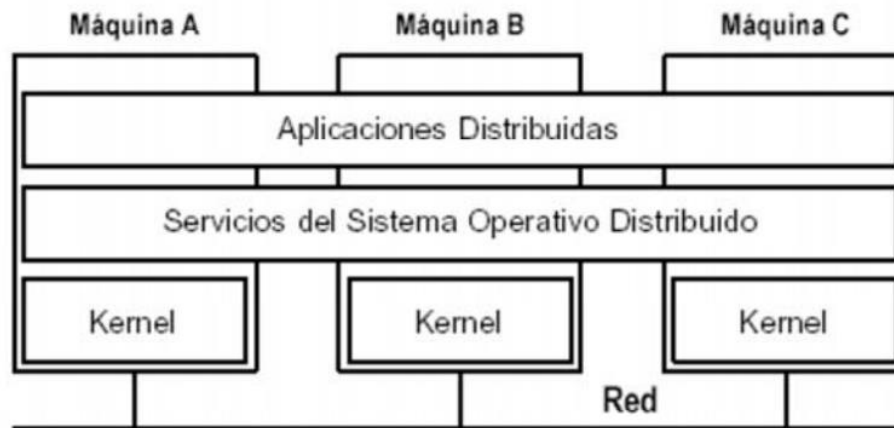 Máquina A Máquina B Máquina C
Aplicaciones Distribuidas
Servicios del Sistema Operativo Distribuido
Kernel Kernel Kernel
Red